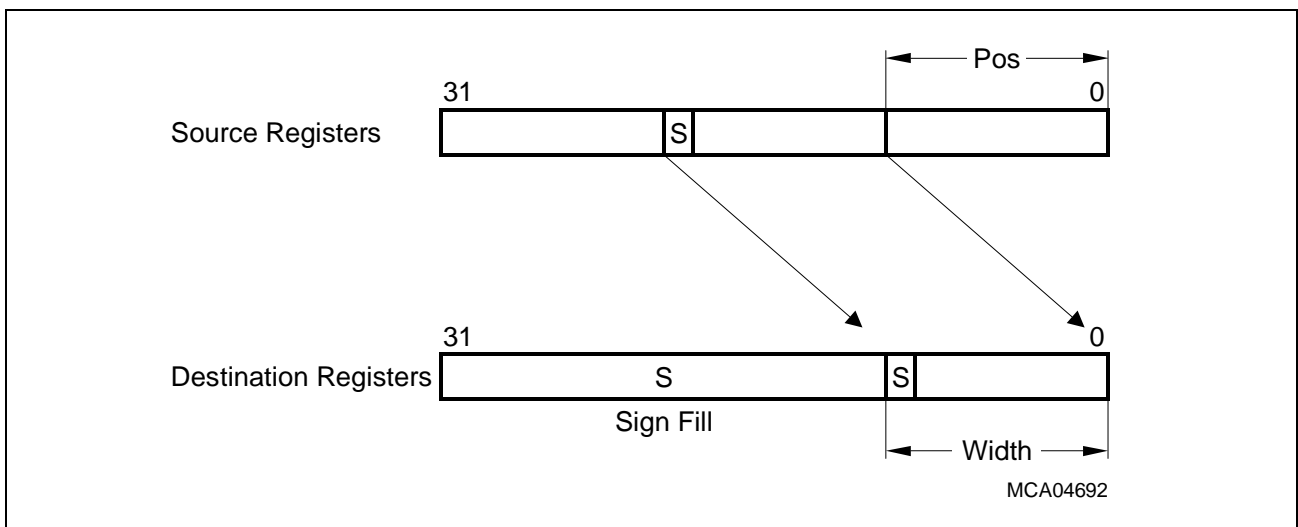 Pos
31 0
Source Registers
S
31 0
Destination Registers
S S
Sign Fill
Width
MCA04692